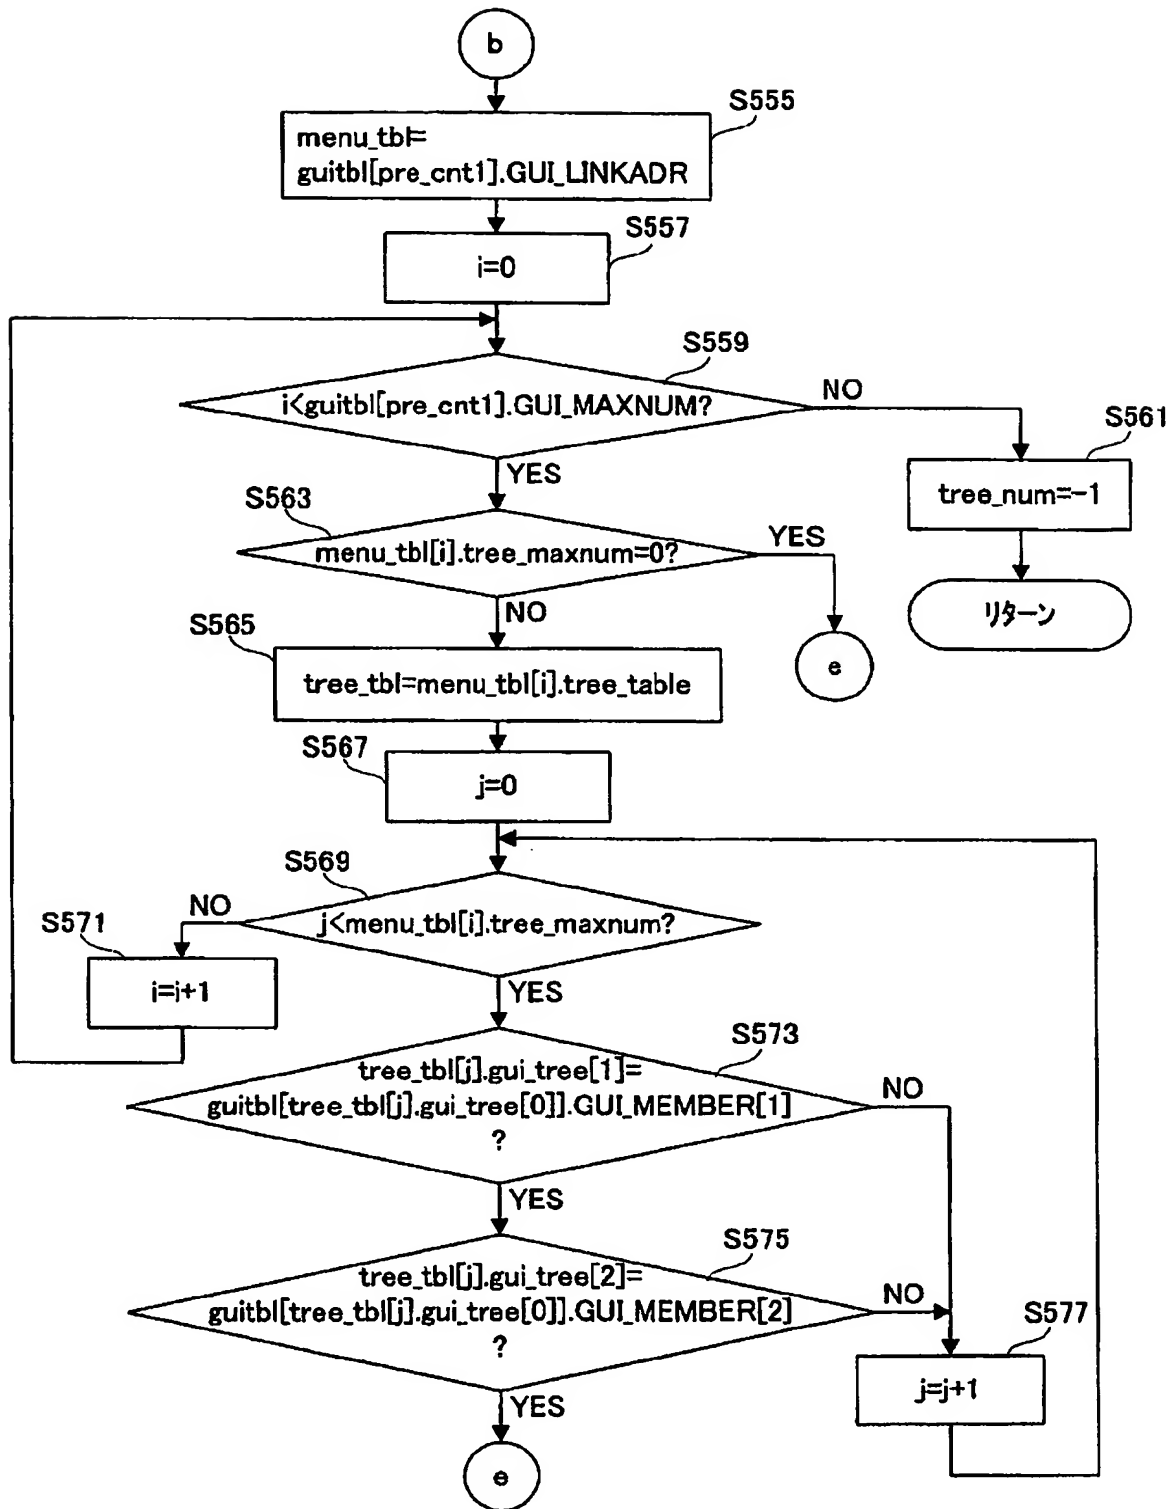 b
S555
menu_tbl=
guitbl[pre_cnt1].GUI_LINKADR
S557
i=0
S559
i<guitbl[pre_cnt1].GUI_MAXNUM?
NO
S561
tree_num=-1
リターン
YES
S563
menu_tbl[i].tree_maxnum=0?
YES
e
NO
S565
tree_tbl=menu_tbl[i].tree_table
S567
j=0
S569
j<menu_tbl[i].tree_maxnum?
NO
S571
i=i+1
YES
S573
tree_tbl[j].gui_tree[1]=
guitbl[tree_tbl[j].gui_tree[0]].GUI_MEMBER[1]
?
NO
YES
S575
tree_tbl[j].gui_tree[2]=
guitbl[tree_tbl[j].gui_tree[0]].GUI_MEMBER[2]
?
NO
S577
j=j+1
YES
e